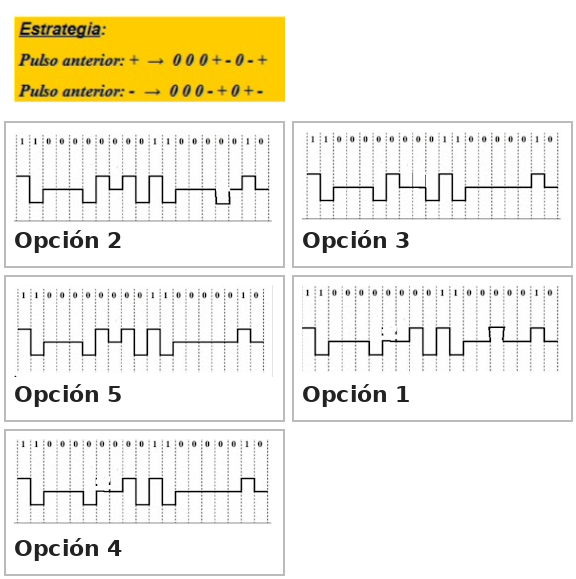 Estrategia:
Pulso anterior: + → 0 0 0 + - 0 - +
Pulso anterior: - → 0 0 0 - + 0 + -
1 1 0 0 0 0 0 0 0 0 1 1 0 0 0 0 0 1 0
Opción 2
1 1 0 0 0 0 0 0 0 0 1 1 0 0 0 0 0 1 0
Opción 3
1 1 0 0 0 0 0 0 0 0 1 1 0 0 0 0 0 1 0
Opción 5
1 1 0 0 0 0 0 0 0 0 1 1 0 0 0 0 0 1 0
Opción 1
1 1 0 0 0 0 0 0 0 0 1 1 0 0 0 0 0 1 0
Opción 4